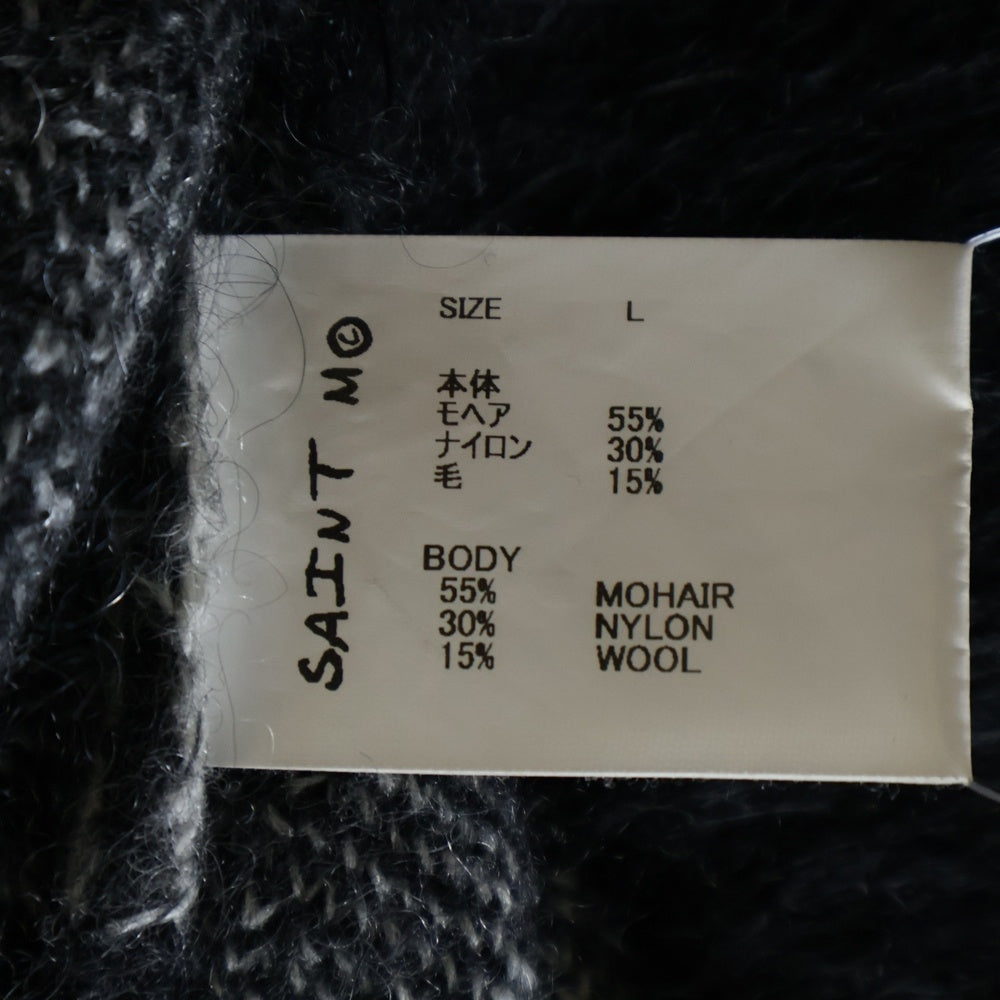 SAINT M©
SIZE L
本体
モヘア 55%
ナイロン 30%
毛 15%
BODY
55% MOHAIR
30% NYLON
15% WOOL